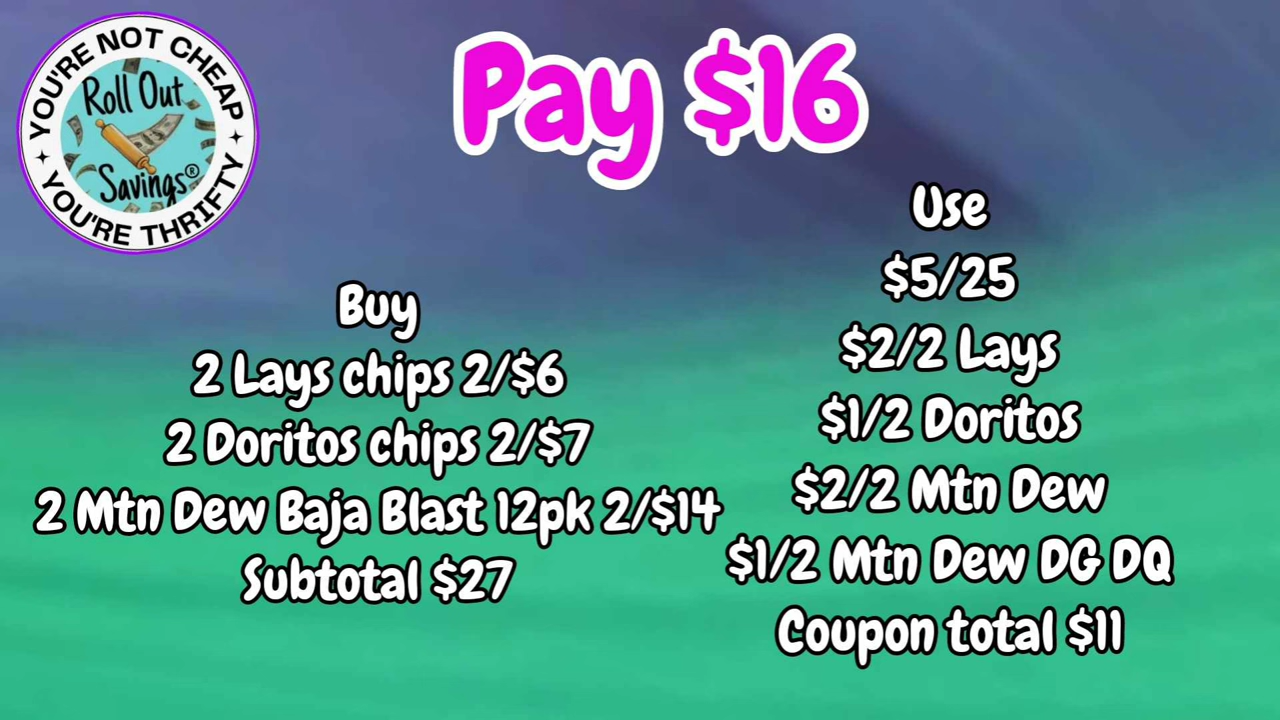 YOU'RE NOT CHEAP
Roll Out
Savings®
YOU'RE THRIFTY
Pay $16
Buy
2 Lays chips 2/$6
2 Doritos chips 2/$7
2 Mtn Dew Baja Blast 12pk 2/$14
Subtotal $27
Use
$5/25
$2/2 Lays
$1/2 Doritos
$2/2 Mtn Dew
$1/2 Mtn Dew DG DQ
Coupon total $11